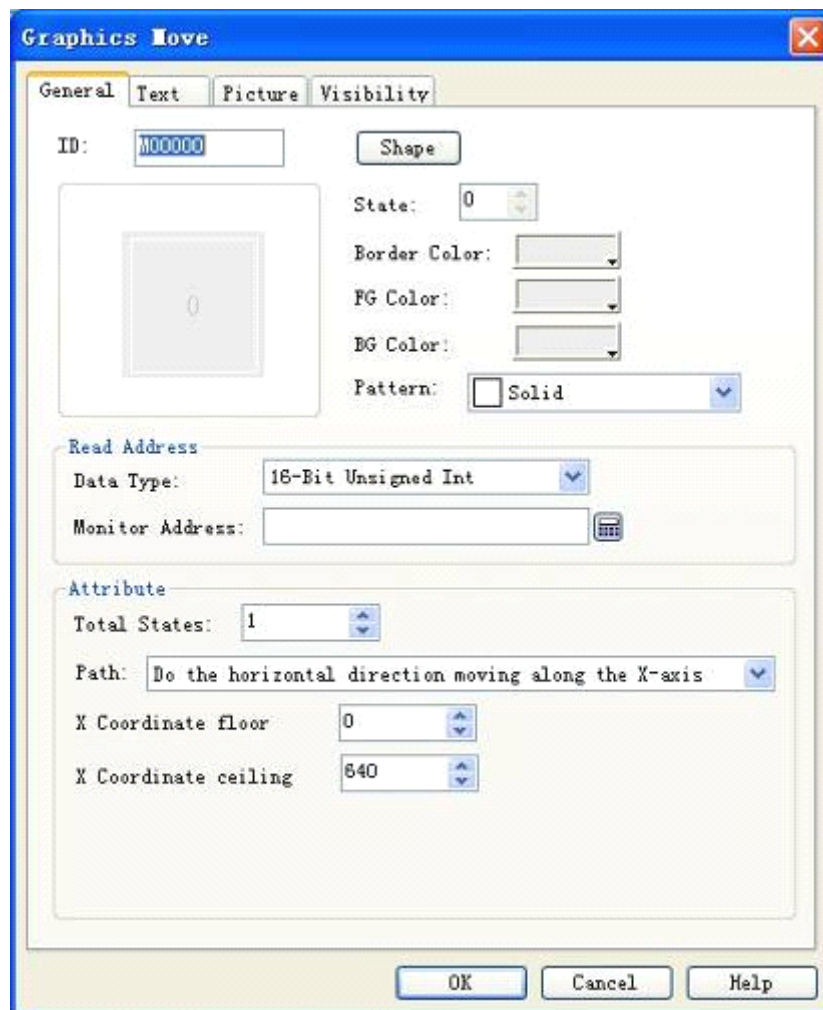 Graphics Move
General Text Picture Visibility
ID: M00000 Shape
State: 0
0
Border Color:
FG Color:
BG Color:
Pattern: Solid
Read Address
Data Type: 16-Bit Unsigned Int
Monitor Address:
Attribute
Total States: 1
Path: Do the horizontal direction moving along the X-axis
X Coordinate floor 0
X Coordinate ceiling 640
OK Cancel Help